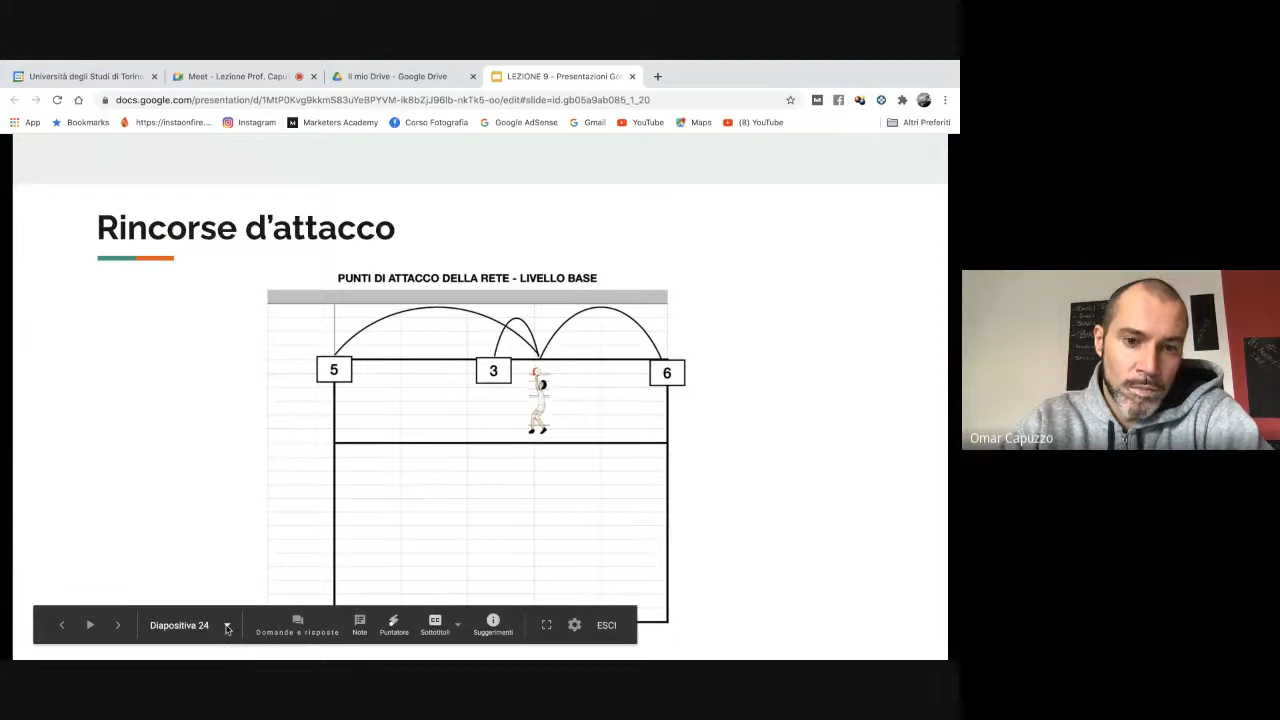 Università degli Studi di Torino
Meet - Lezione Prof. Capu
Il mio Drive - Google Drive
LEZIONE 9 - Presentazioni Go
docs.google.com/presentation/d/1MtP0Kvg9kkmS83uYeBPYVM-ik8bZjJ96lb-nkTk5-oo/edit#slide=id.gb05a9ab085_1_20
App
Bookmarks
https://instaonfire....
Instagram
Marketers Academy
Corso Fotografia
Google AdSense
Gmail
YouTube
Maps
(8) YouTube
Altri Preferiti
Rincorse d'attacco
PUNTI DI ATTACCO DELLA RETE - LIVELLO BASE
5
3
6
Omar Capuzzo
Diapositiva 24
Domande e risposte
Note
Puntatore
Sottotitoli
Suggerimenti
ESCI